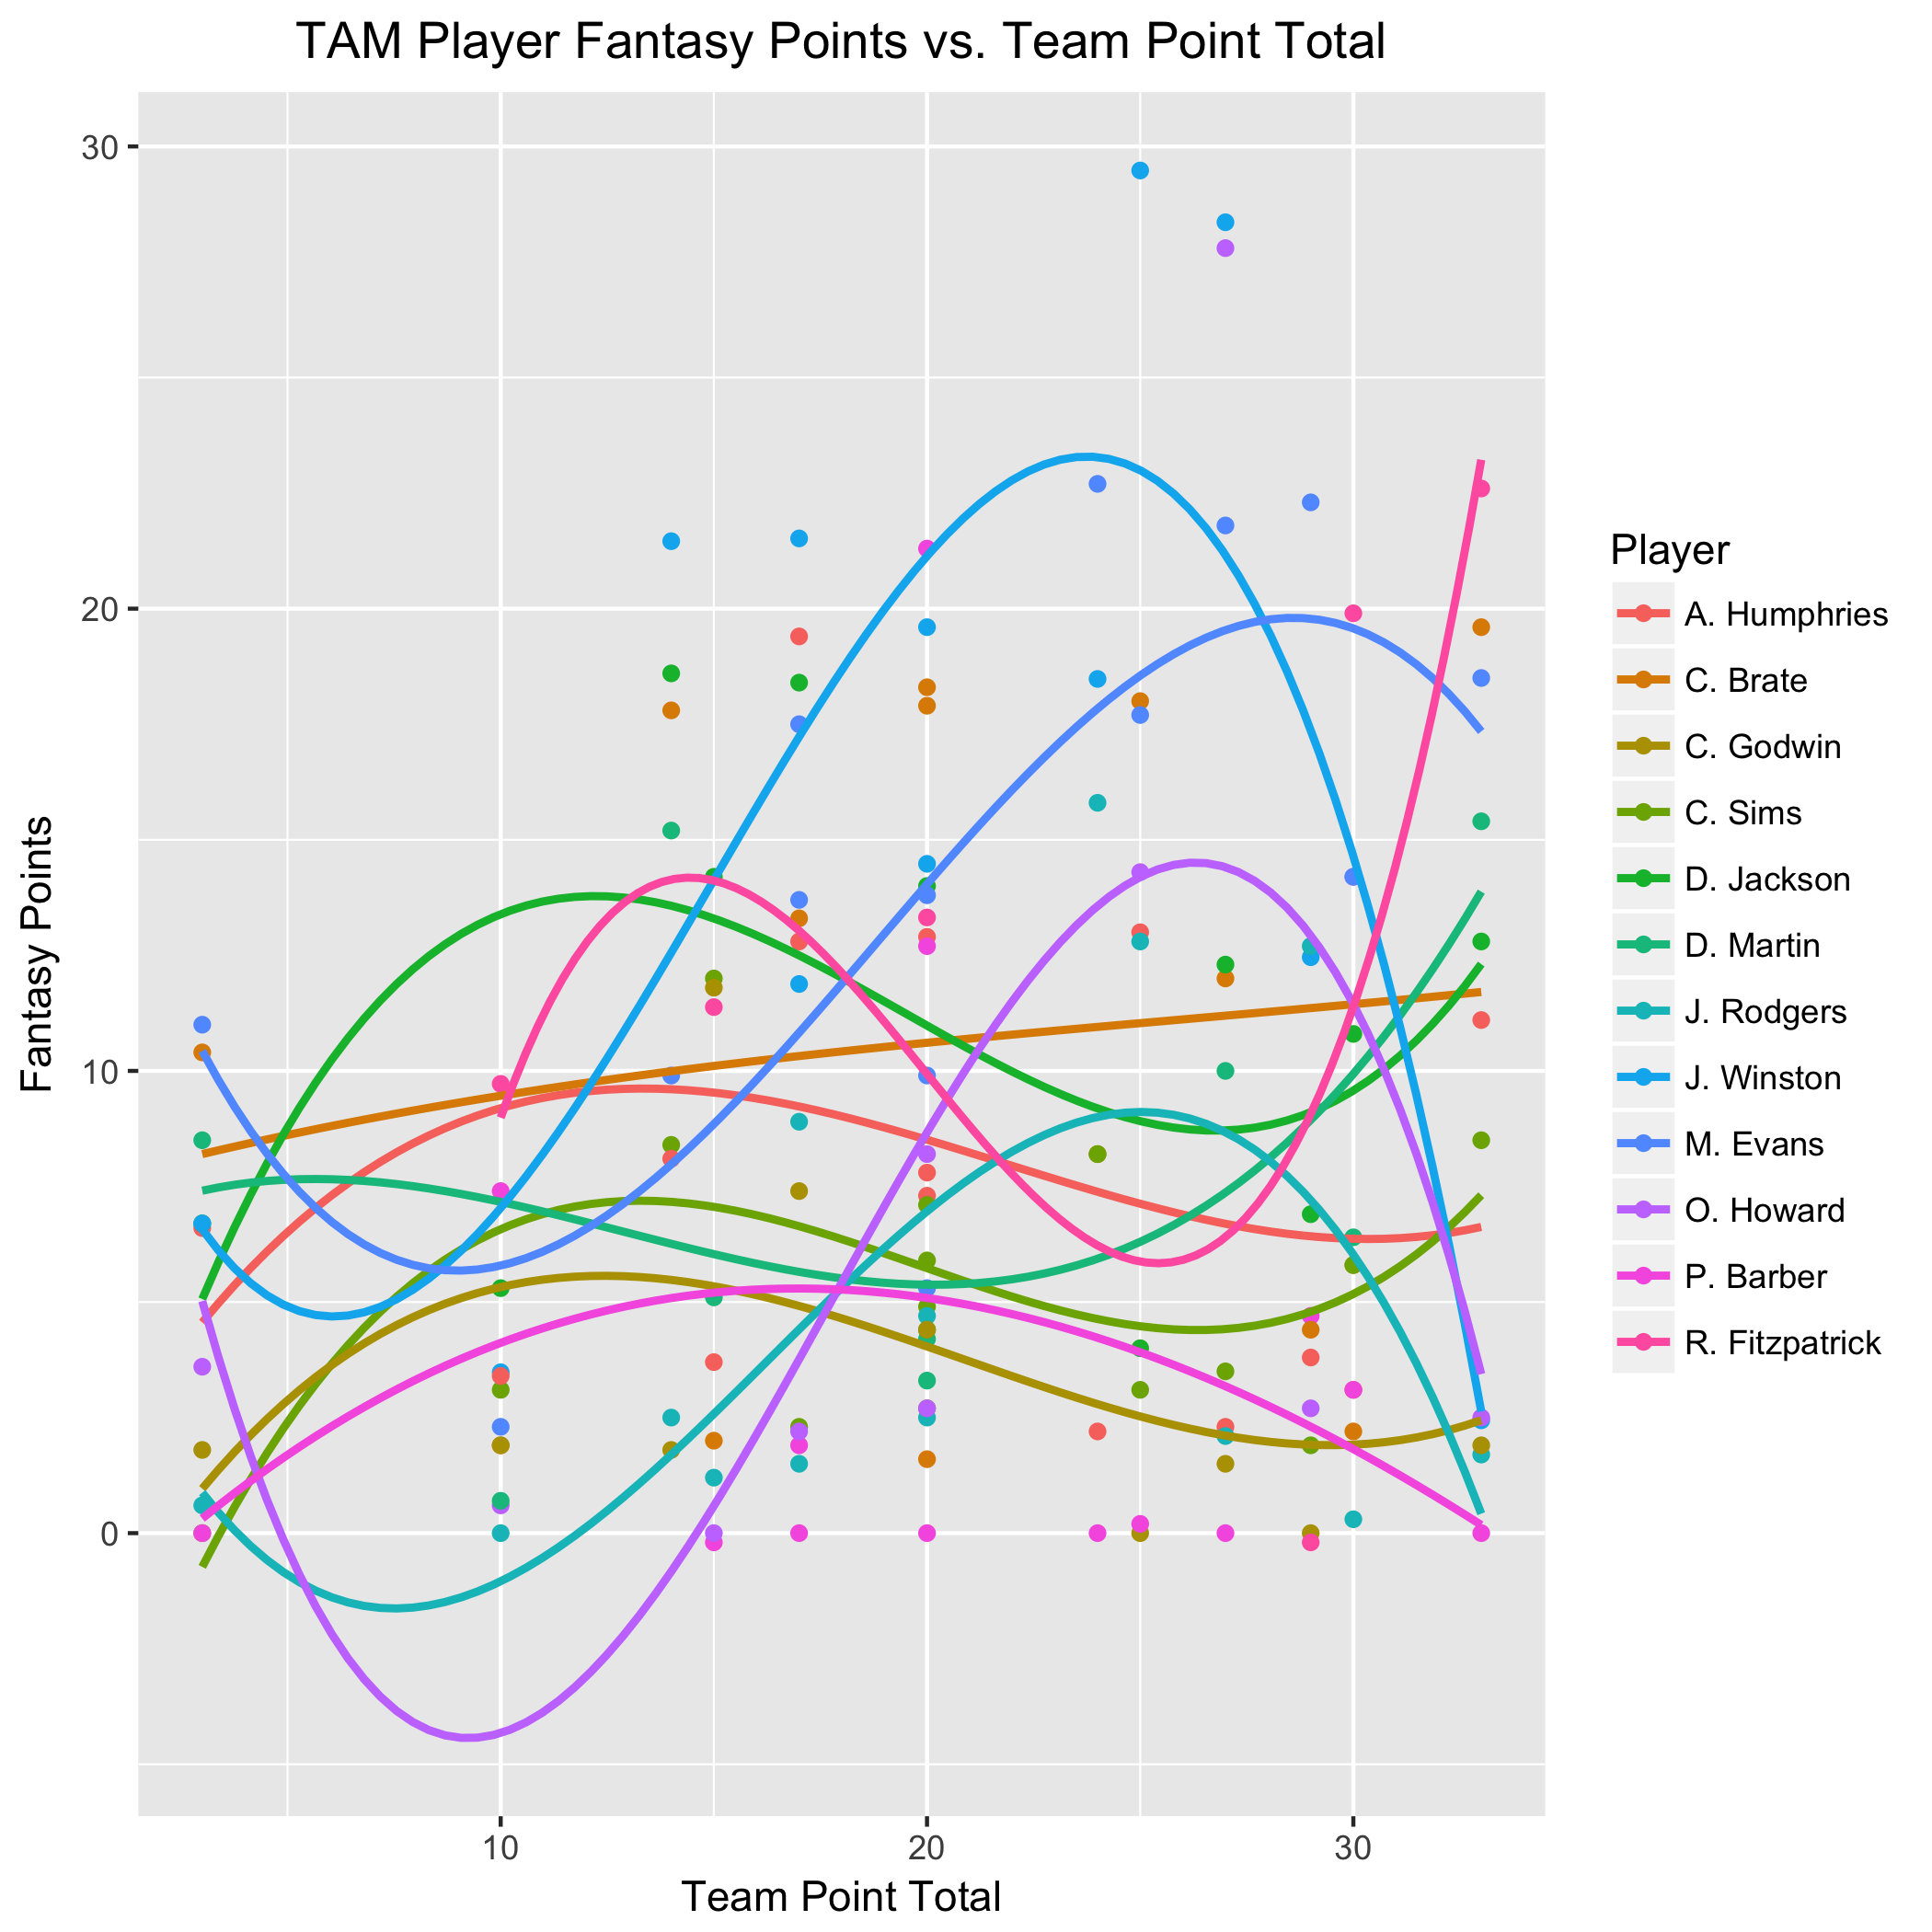 TAM Player Fantasy Points vs. Team Point Total
30
20
10
0
Fantasy Points
10
20
30
Team Point Total
Player
A. Humphries
C. Brate
C. Godwin
C. Sims
D. Jackson
D. Martin
J. Rodgers
J. Winston
M. Evans
O. Howard
P. Barber
R. Fitzpatrick